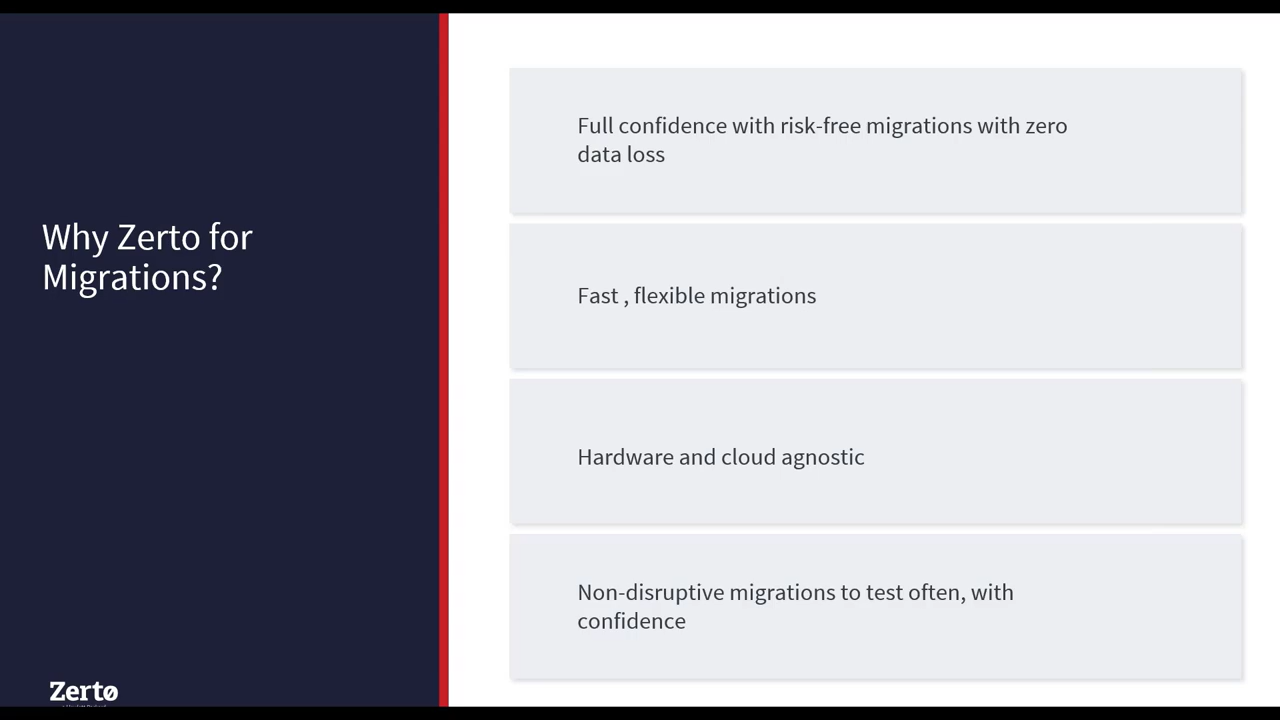 Why Zerto for
Migrations?
Full confidence with risk-free migrations with zero
data loss
Fast , flexible migrations
Hardware and cloud agnostic
Non-disruptive migrations to test often, with
confidence
Zerto